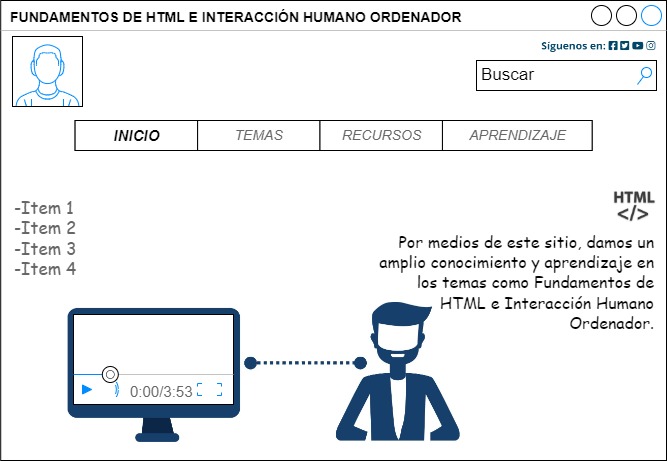 FUNDAMENTOS DE HTML E INTERACCIÓN HUMANO ORDENADOR
Síguenos en:
Buscar
INICIO TEMAS RECURSOS APRENDIZAJE
-Item 1
-Item 2
-Item 3
-Item 4
HTML
</>
Por medios de este sitio, damos un
amplio conocimiento y aprendizaje en
los temas como Fundamentos de
HTML e Interacción Humano
Ordenador.
0:00/3:53